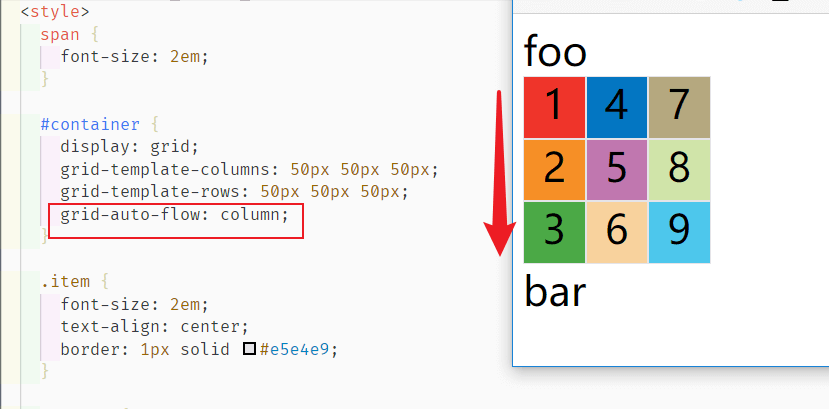 <style>
span {
font-size: 2em;
}
#container {
display: grid;
grid-template-columns: 50px 50px 50px;
grid-template-rows: 50px 50px 50px;
grid-auto-flow: column;
}
.item {
font-size: 2em;
text-align: center;
border: 1px solid #e5e4e9;
}
foo
1 4 7
2 5 8
3 6 9
bar